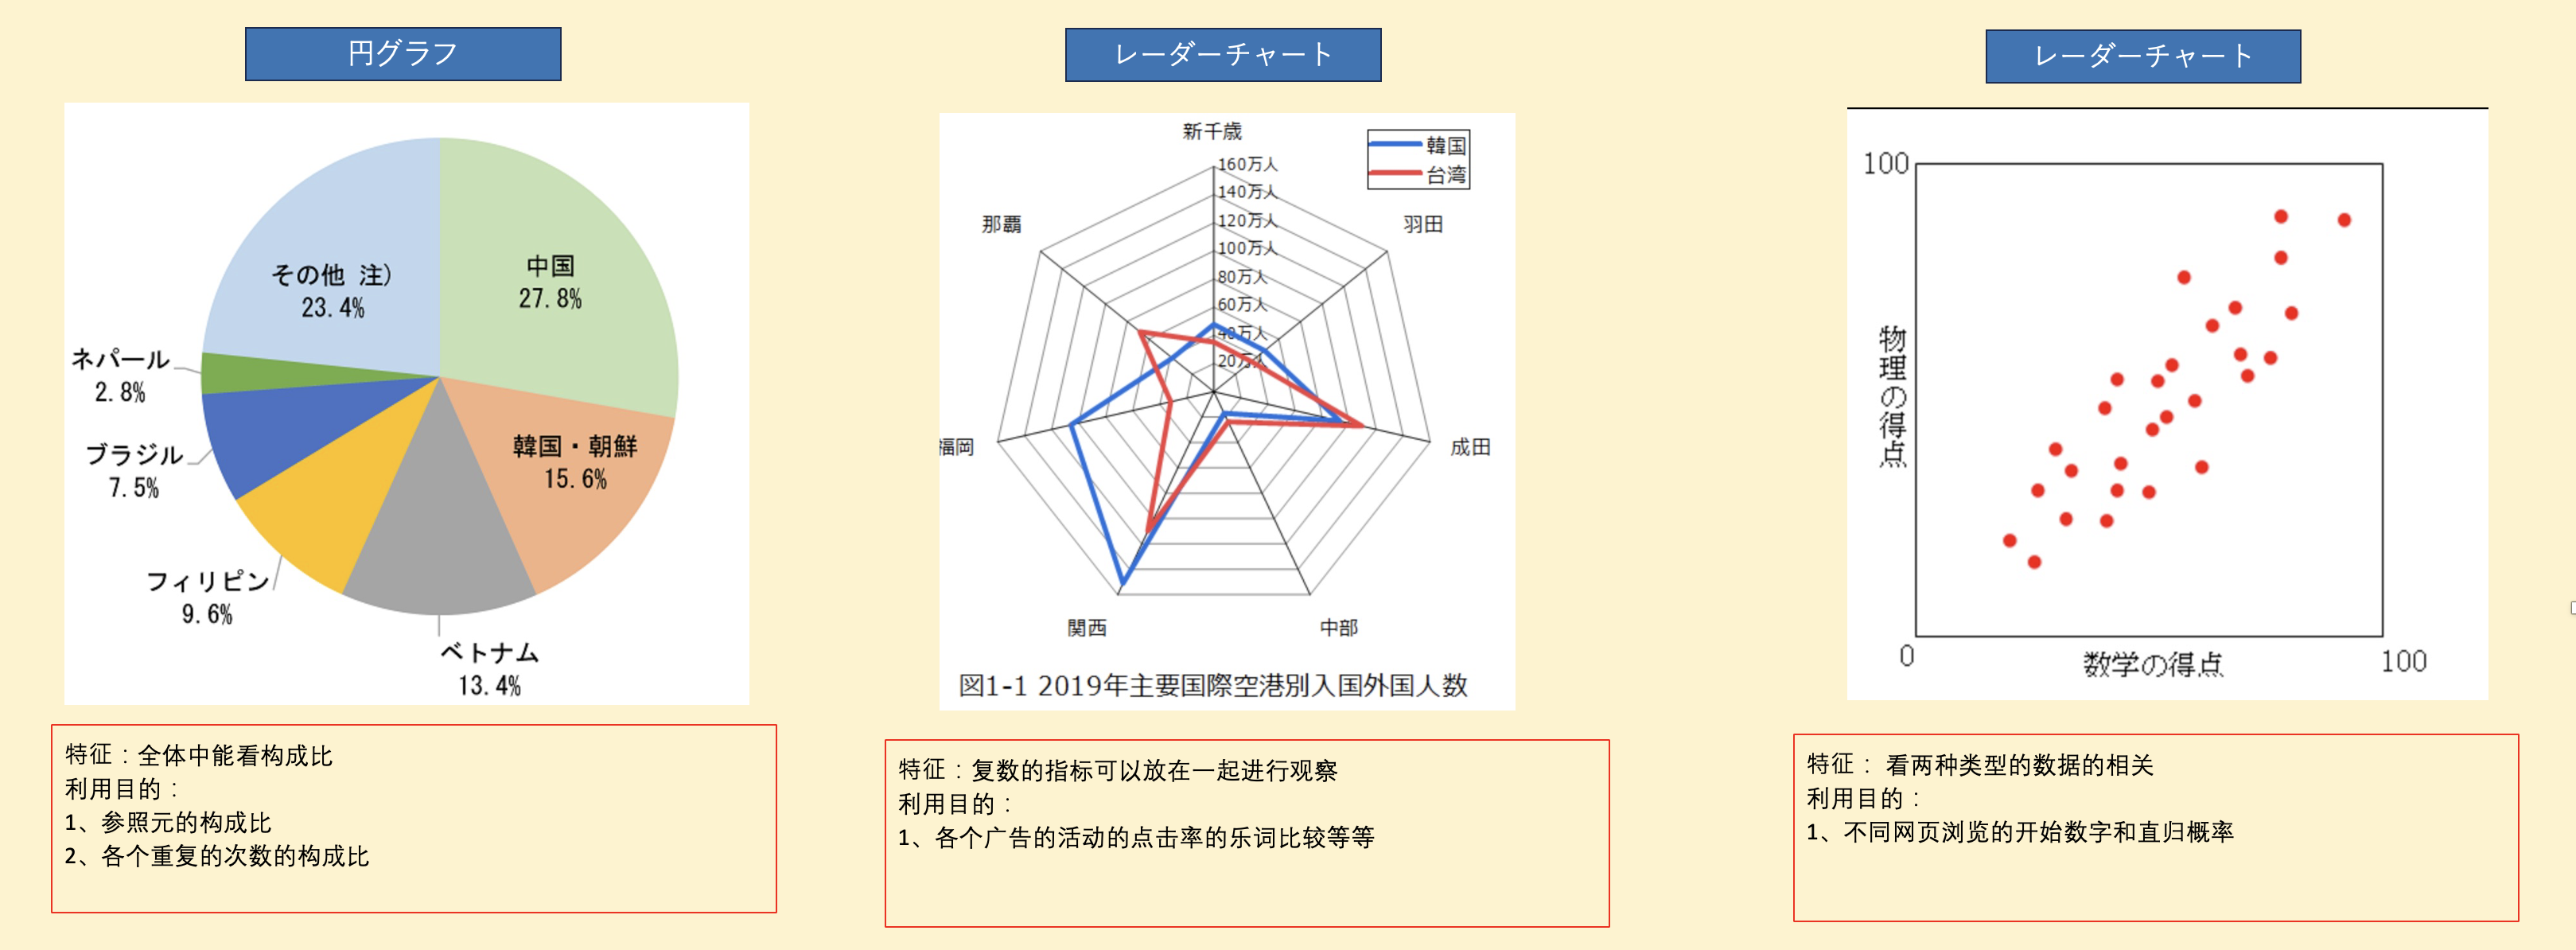 円グラフ
中国
27.8%
韓国・朝鮮
15.6%
ベトナム
13.4%
フィリピン
9.6%
ブラジル
7.5%
ネパール
2.8%
その他 注)
23.4%
特征：全体中能看构成比
利用目的：
1、参照元的构成比
2、各个重复的次数的构成比
レーダーチャート
新千歳
韓国
台湾
160万人
140万人
120万人
100万人
80万人
60万人
40万人
20万人
那覇
羽田
福岡
成田
関西
中部
図1-1 2019年主要国際空港別入国外国人数
特征：复数的指标可以放在一起进行观察
利用目的：
1、各个广告的活动的点击率的乐词比较等等
レーダーチャート
100
物理の得点
0
数学の得点
100
特征： 看两种类型的数据的相关
利用目的：
1、不同网页浏览的开始数字和直归概率